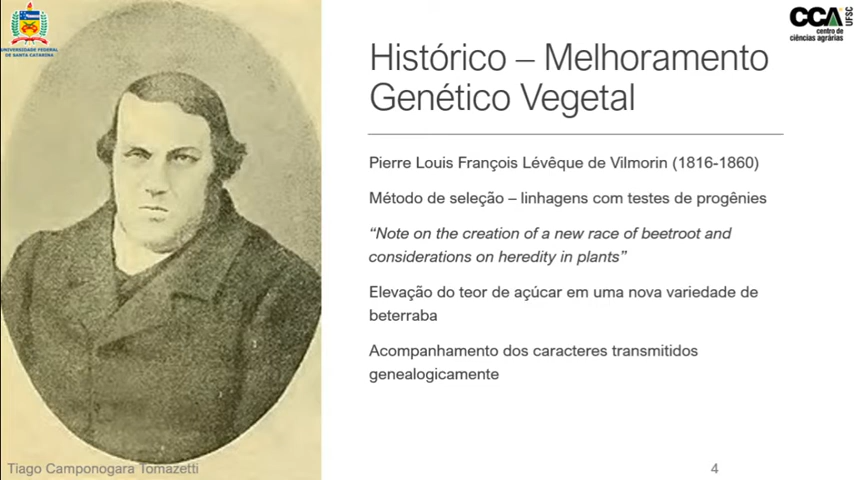 UNIVERSIDADE FEDERAL
DE SANTA CATARINA
CCA UFSC
centro de
ciências agrárias
Histórico – Melhoramento
Genético Vegetal
Pierre Louis François Lévêque de Vilmorin (1816-1860)
Método de seleção – linhagens com testes de progênies
“Note on the creation of a new race of beetroot and
considerations on heredity in plants”
Elevação do teor de açúcar em uma nova variedade de
beterraba
Acompanhamento dos caracteres transmitidos
genealogicamente
Tiago Camponogara Tomazetti
4